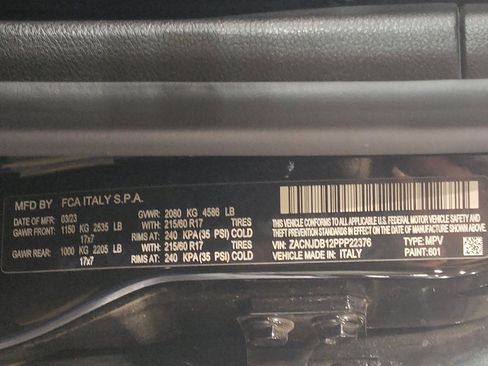 MFD BY FCA ITALY S.P.A.
DATE OF MFR: 03/23 GVWR: 2080 KG 4586 LB
GAWR FRONT: 1150 KG 2535 LB WITH: 215/60 R17 TIRES
17x7 RIMS AT: 240 KPA(35 PSI) COLD
GAWR REAR: 1000 KG 2205 LB WITH: 215/60 R17 TIRES
17x7 RIMS AT: 240 KPA(35 PSI) COLD
THIS VEHICLE CONFORMS TO ALL APPLICABLE U.S. FEDERAL MOTOR VEHICLE SAFETY
AND THEFT PREVENTION STANDARDS IN EFFECT ON THE DATE OF MANUFACTURE SHOWN ABOVE.
VIN: ZACNJDB12PPP22376 TYPE: MPV
VEHICLE MADE IN: ITALY PAINT: 601